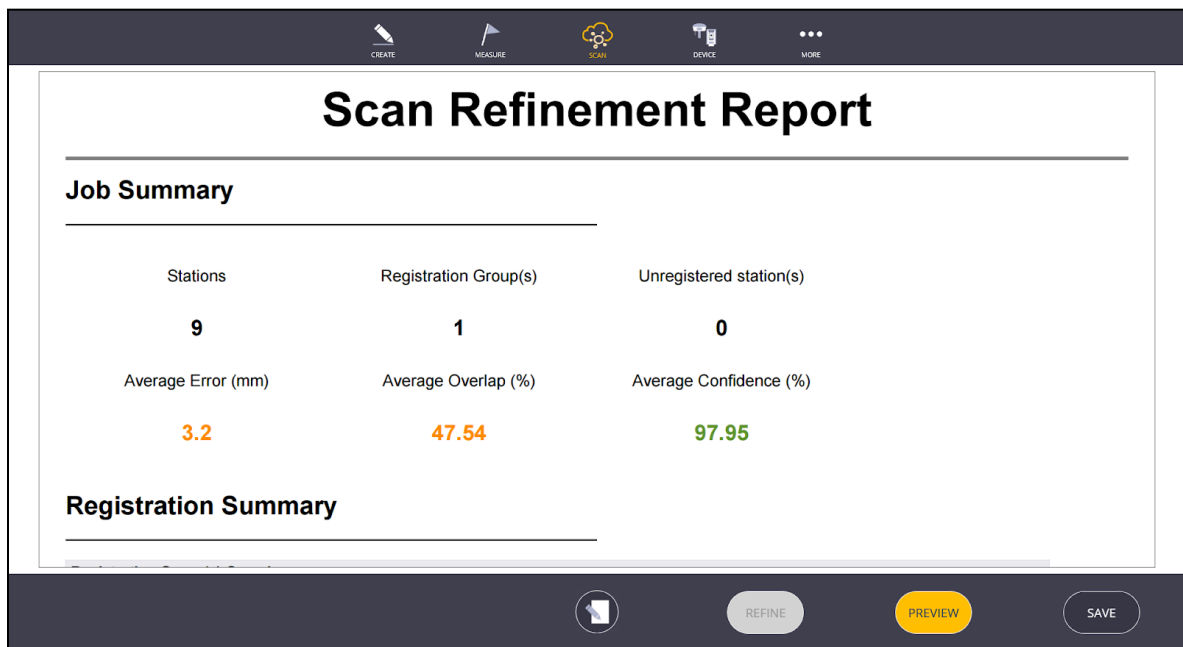 CREATE MEASURE SCAN DEVICE MORE
Scan Refinement Report
Job Summary
Stations Registration Group(s) Unregistered station(s)
9 1 0
Average Error (mm) Average Overlap (%) Average Confidence (%)
3.2 47.54 97.95
Registration Summary
REFINE PREVIEW SAVE